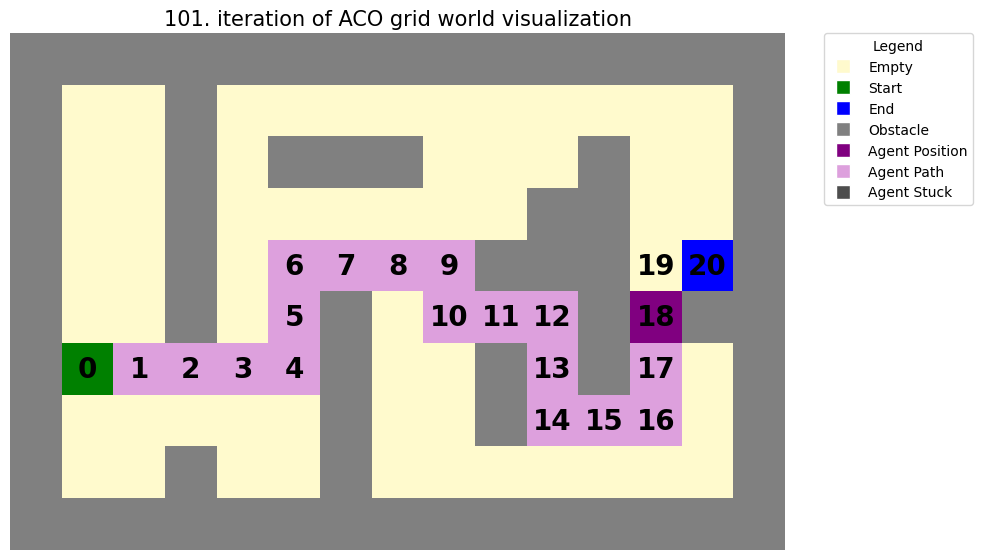 101. iteration of ACO grid world visualization
Legend
Empty
Start
End
Obstacle
Agent Position
Agent Path
Agent Stuck
6 7 8 9 19 20
5 10 11 12 18
0 1 2 3 4 13 17
14 15 16